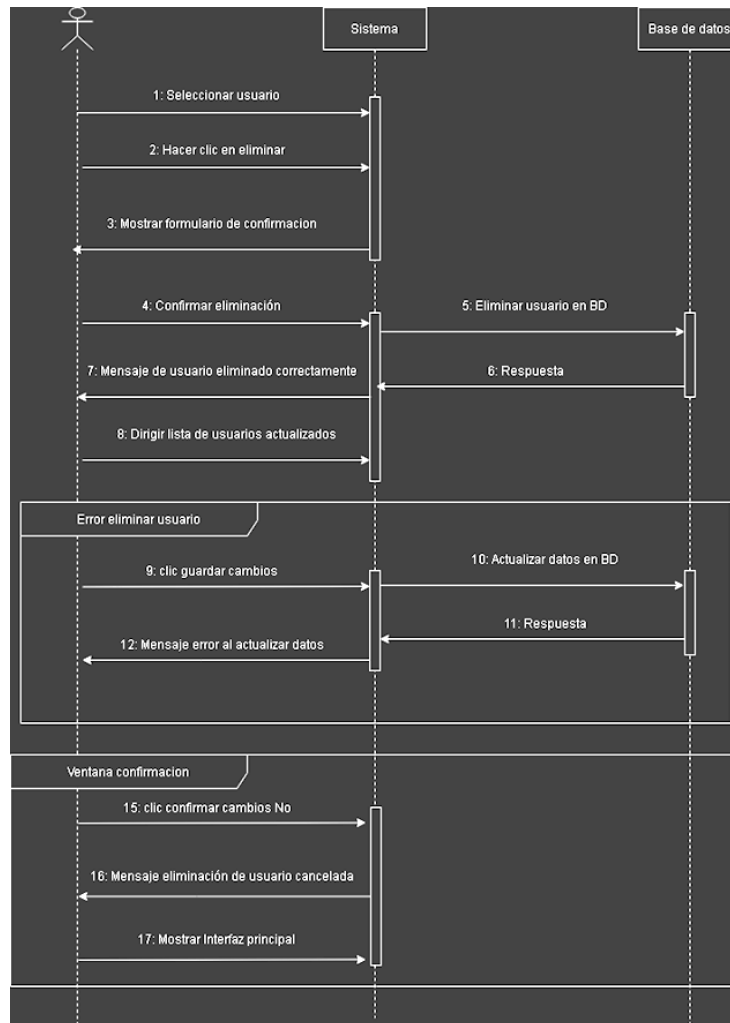 Sistema
Base de datos
1: Seleccionar usuario
2: Hacer clic en eliminar
3: Mostrar formulario de confirmacion
4: Confirmar eliminación
5: Eliminar usuario en BD
7: Mensaje de usuario eliminado correctamente
6: Respuesta
8: Dirigir lista de usuarios actualizados
Error eliminar usuario
9: clic guardar cambios
10: Actualizar datos en BD
11: Respuesta
12: Mensaje error al actualizar datos
Ventana confirmacion
15: clic confirmar cambios No
16: Mensaje eliminación de usuario cancelada
17: Mostrar Interfaz principal